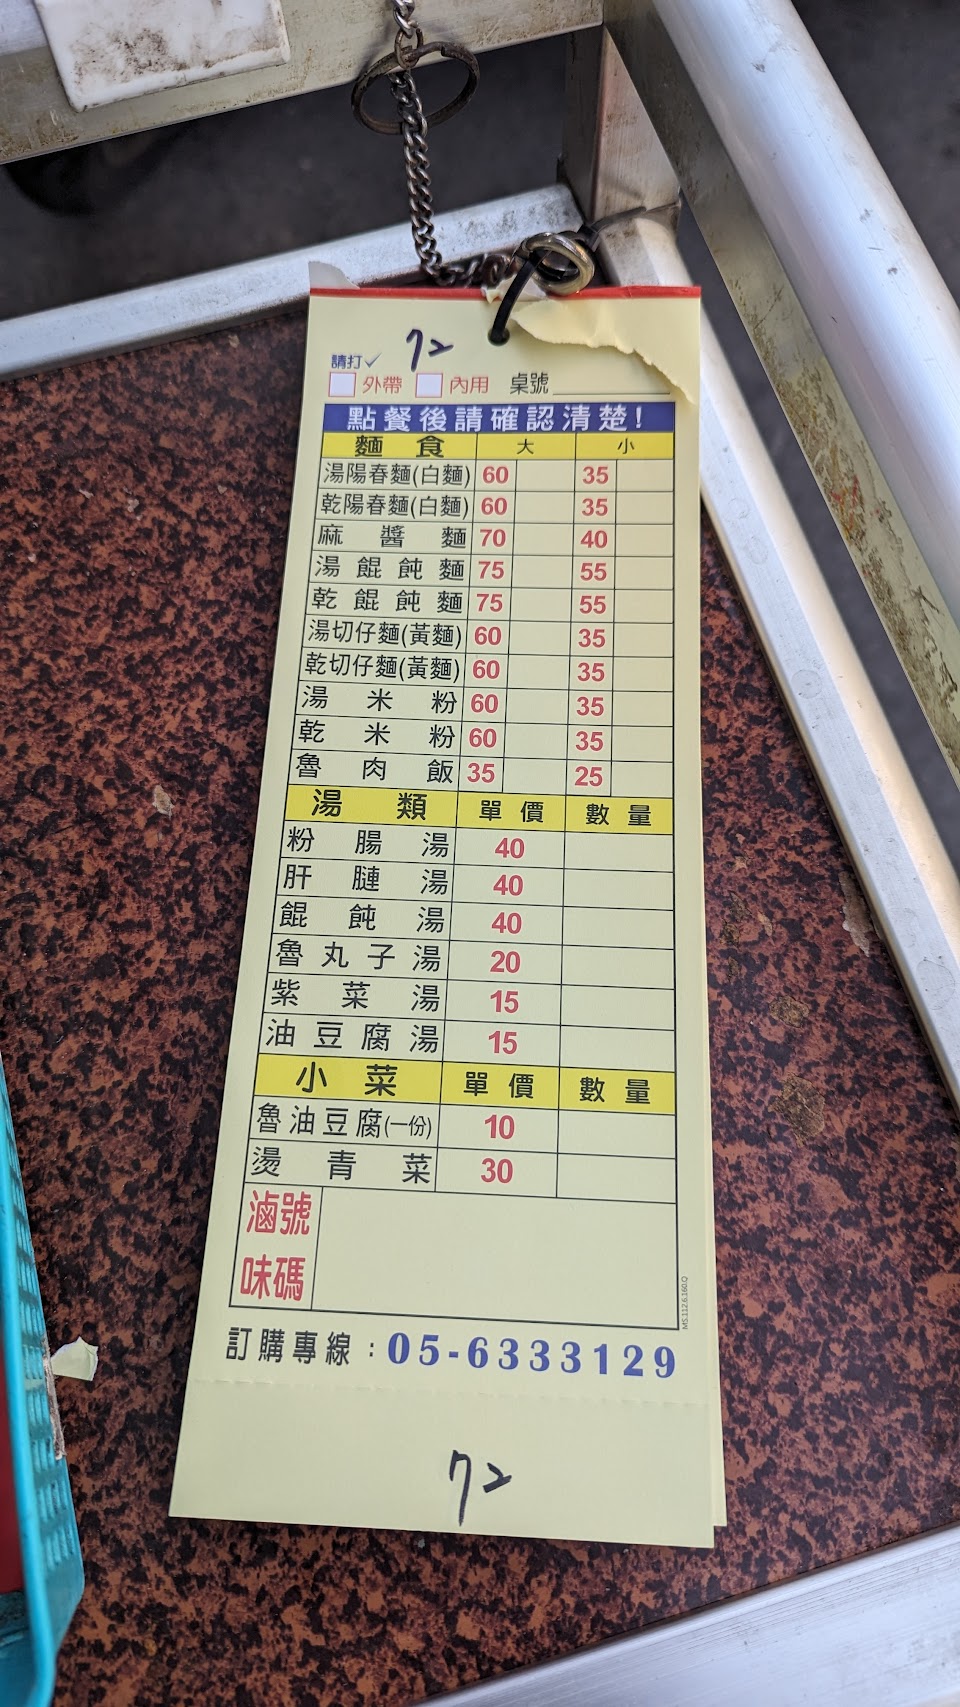 72
請打✓
外帶 內用 桌號
點餐後請確認清楚!
麵食 大 小
湯陽春麵(白麵) 60 35
乾陽春麵(白麵) 60 35
麻醬麵 70 40
湯餛飩麵 75 55
乾餛飩麵 75 55
湯切仔麵(黃麵) 60 35
乾切仔麵(黃麵) 60 35
湯米粉 60 35
乾米粉 60 35
魯肉飯 35 25
湯類 單價 數量
粉腸湯 40
肝膢湯 40
餛飩湯 40
魯丸子湯 20
紫菜湯 15
油豆腐湯 15
小菜 單價 數量
魯油豆腐(一份) 10
燙青菜 30
滷味號碼
MS.112.6.160.Q
訂購專線:05-6333129
72